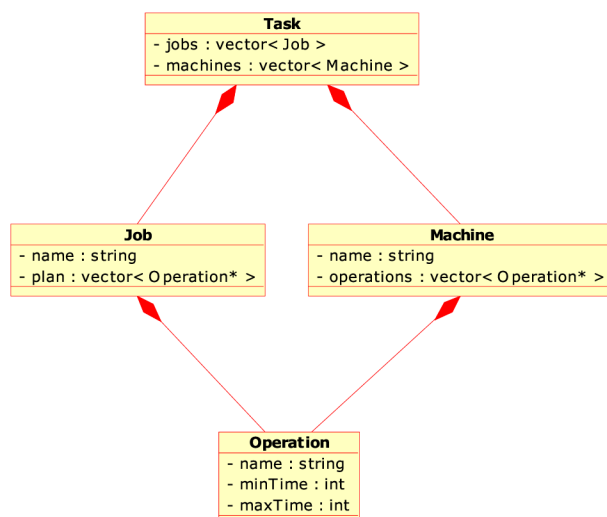 Task
- jobs : vector< Job >
- machines : vector< Machine >
Job
- name : string
- plan : vector< Operation* >
Machine
- name : string
- operations : vector< Operation* >
Operation
- name : string
- minTime : int
- maxTime : int